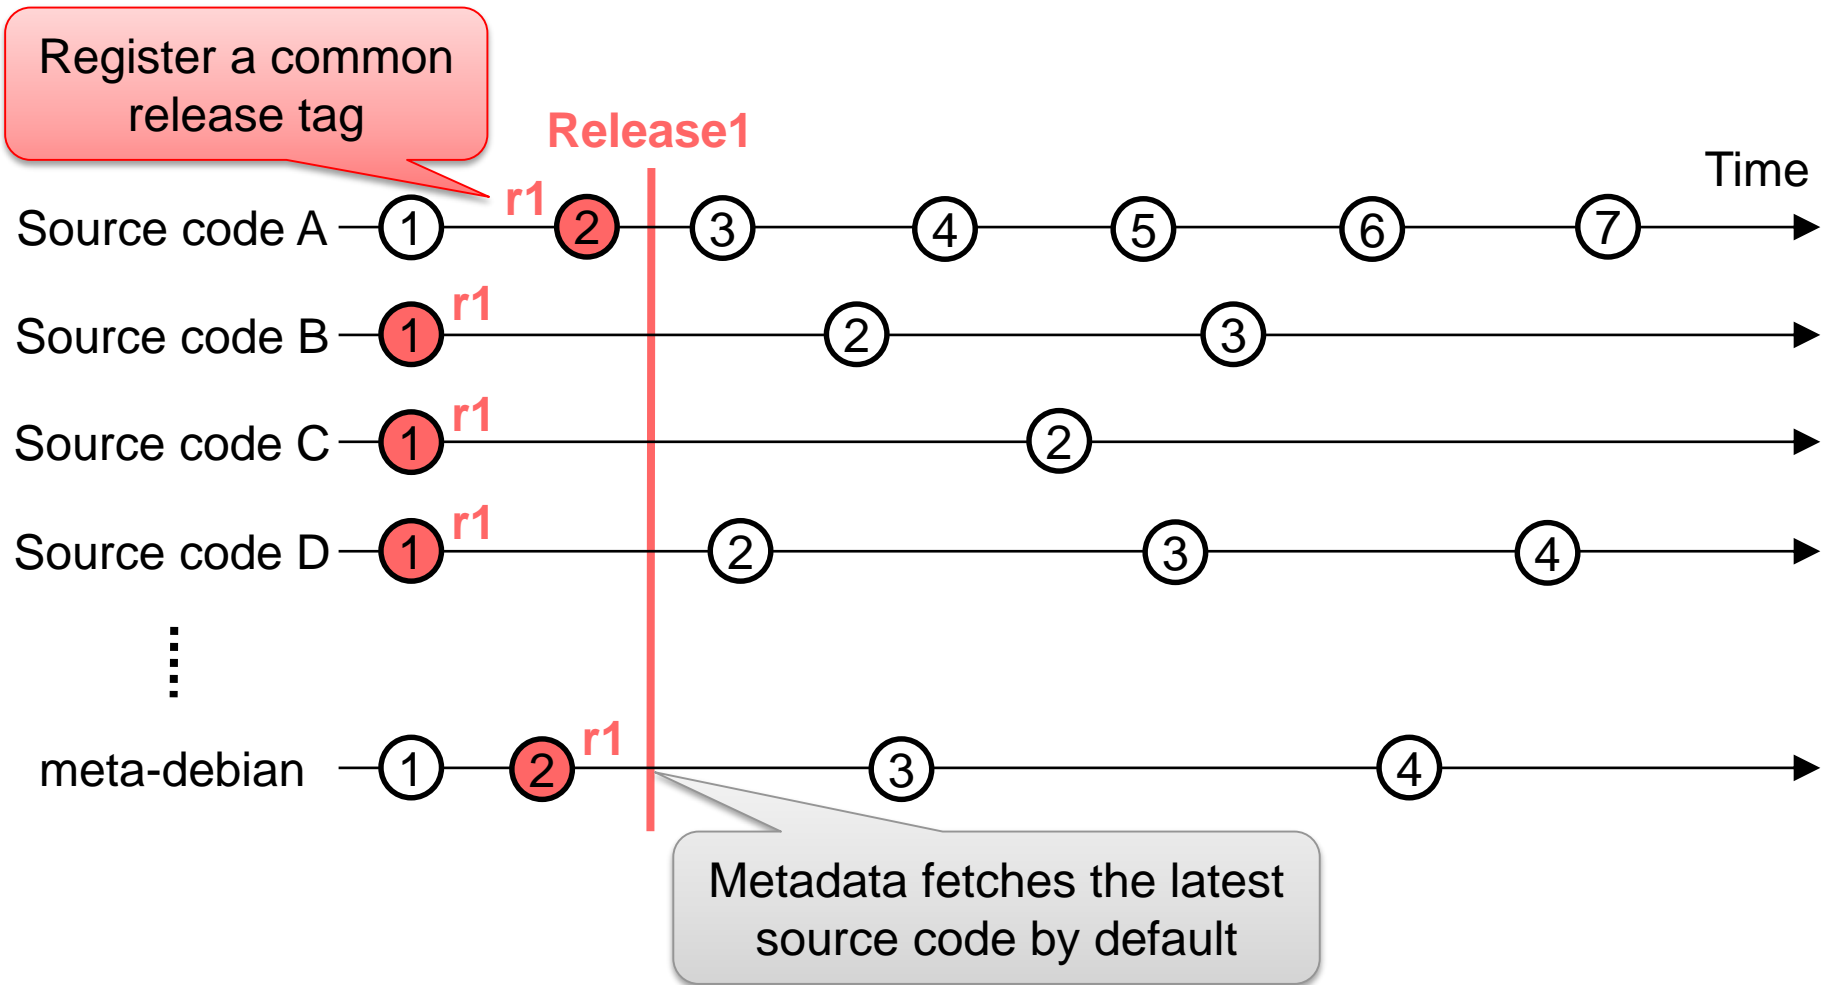 Register a common
release tag
Release1
Time
Source code A
1
r1
2
3
4
5
6
7
Source code B
1
r1
2
3
Source code C
1
r1
2
Source code D
1
r1
2
3
4
meta-debian
1
2
r1
3
4
Metadata fetches the latest
source code by default